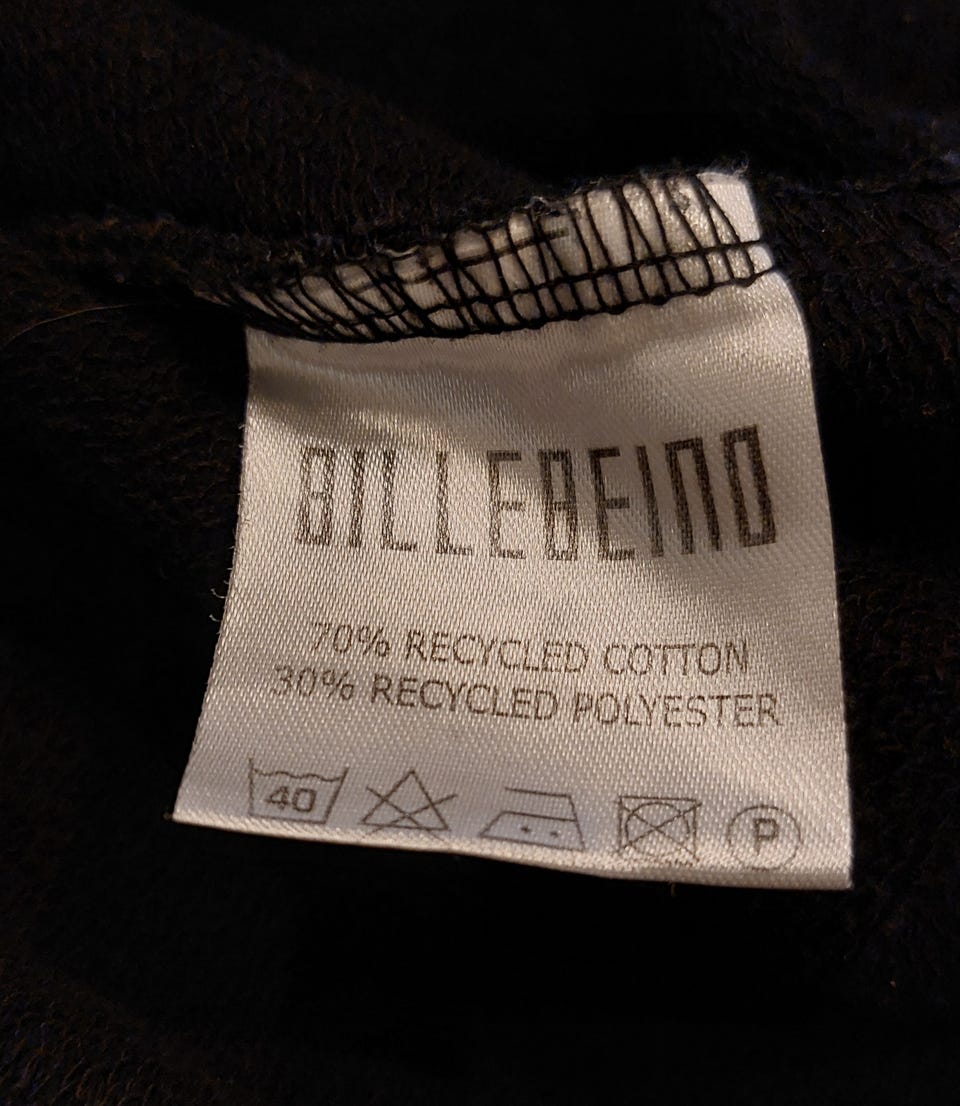 BILLEBEINO
70% RECYCLED COTTON
30% RECYCLED POLYESTER
40 P